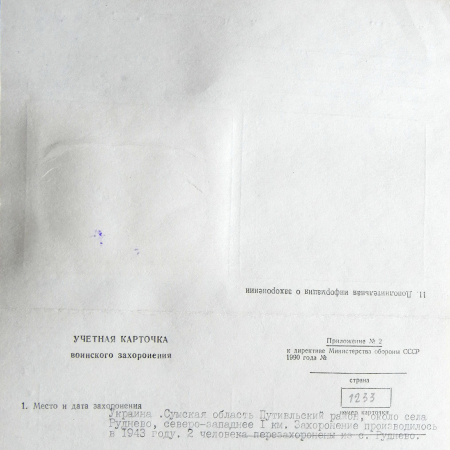 11. Дополнительная информация о захоронении
УЧЕТНАЯ КАРТОЧКА
воинского захоронения
Приложение № 2
к директиве Министерства обороны СССР
1990 года №
страна
1233
номер карточки
1. Место и дата захоронения
Украина .Сумская область Путивльский район, около села
Руднево, северо-западнее I км. Захоронение производилось
в 1943 году. 2 человека перезахоронены из с. Руднево.